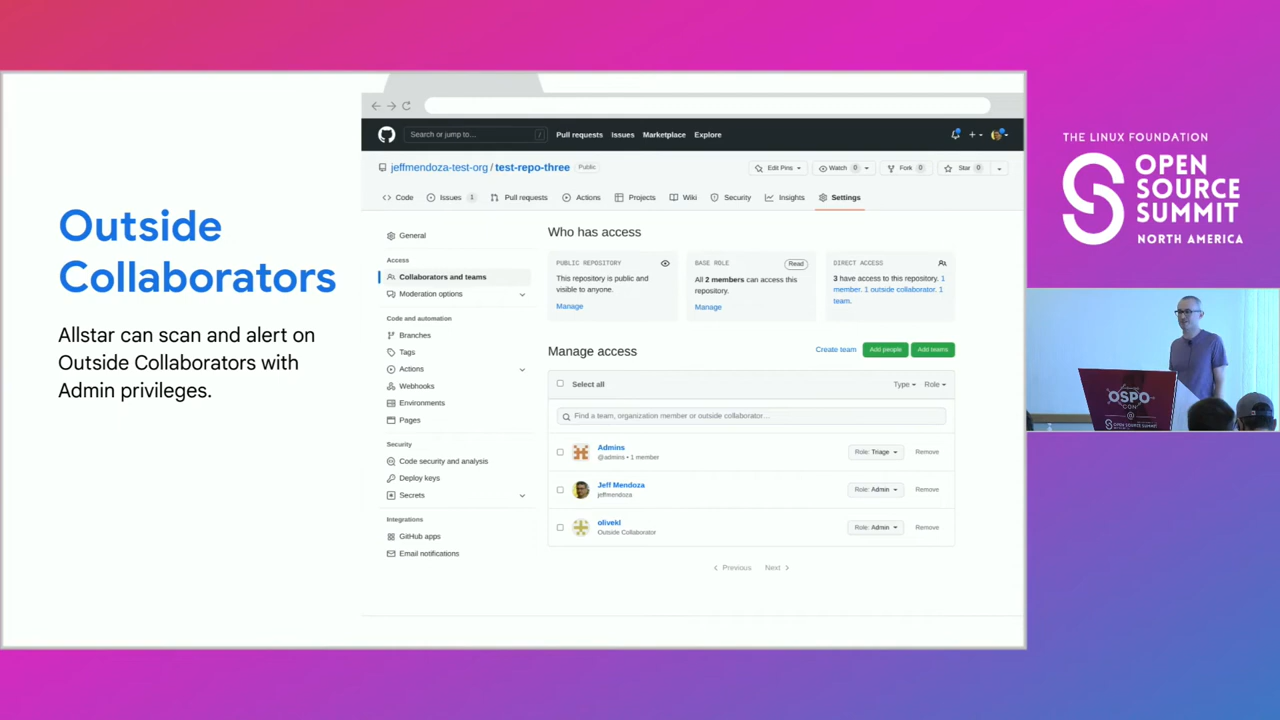 Outside
Collaborators
Allstar can scan and alert on
Outside Collaborators with
Admin privileges.
Search or jump to...
/
Pull requests
Issues
Marketplace
Explore
jeffmendoza-test-org / test-repo-three
Public
Edit Pins
Watch 0
Fork 0
Star 0
Code
Issues 1
Pull requests
Actions
Projects
Wiki
Security
Insights
Settings
General
Access
Collaborators and teams
Moderation options
Code and automation
Branches
Tags
Actions
Webhooks
Environments
Pages
Security
Code security and analysis
Deploy keys
Secrets
Integrations
GitHub apps
Email notifications
Who has access
PUBLIC REPOSITORY
This repository is public and
visible to anyone.
Manage
BASE ROLE
Read
All 2 members can access this
repository.
Manage
DIRECT ACCESS
3 have access to this repository. 1
member. 1 outside collaborator. 1
team.
Manage access
Create team
Add people
Add teams
Select all
Type
Role
Find a team, organization member or outside collaborator...
Admins
@admins • 1 member
Role: Triage
Remove
Jeff Mendoza
jeffmendoza
Role: Admin
Remove
olivekl
Outside Collaborator
Role: Admin
Remove
Previous
Next
THE LINUX FOUNDATION
OPEN
SOURCE
SUMMIT
NORTH AMERICA
OSPO
CON
@
OPEN SOURCE SUMMIT